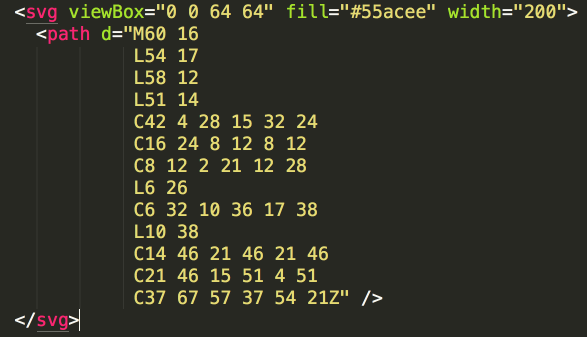 <svg viewBox="0 0 64 64" fill="#55acee" width="200">
<path d="M60 16
L54 17
L58 12
L51 14
C42 4 28 15 32 24
C16 24 8 12 8 12
C8 12 2 21 12 28
L6 26
C6 32 10 36 17 38
L10 38
C14 46 21 46 21 46
C21 46 15 51 4 51
C37 67 57 37 54 21Z" />
</svg>